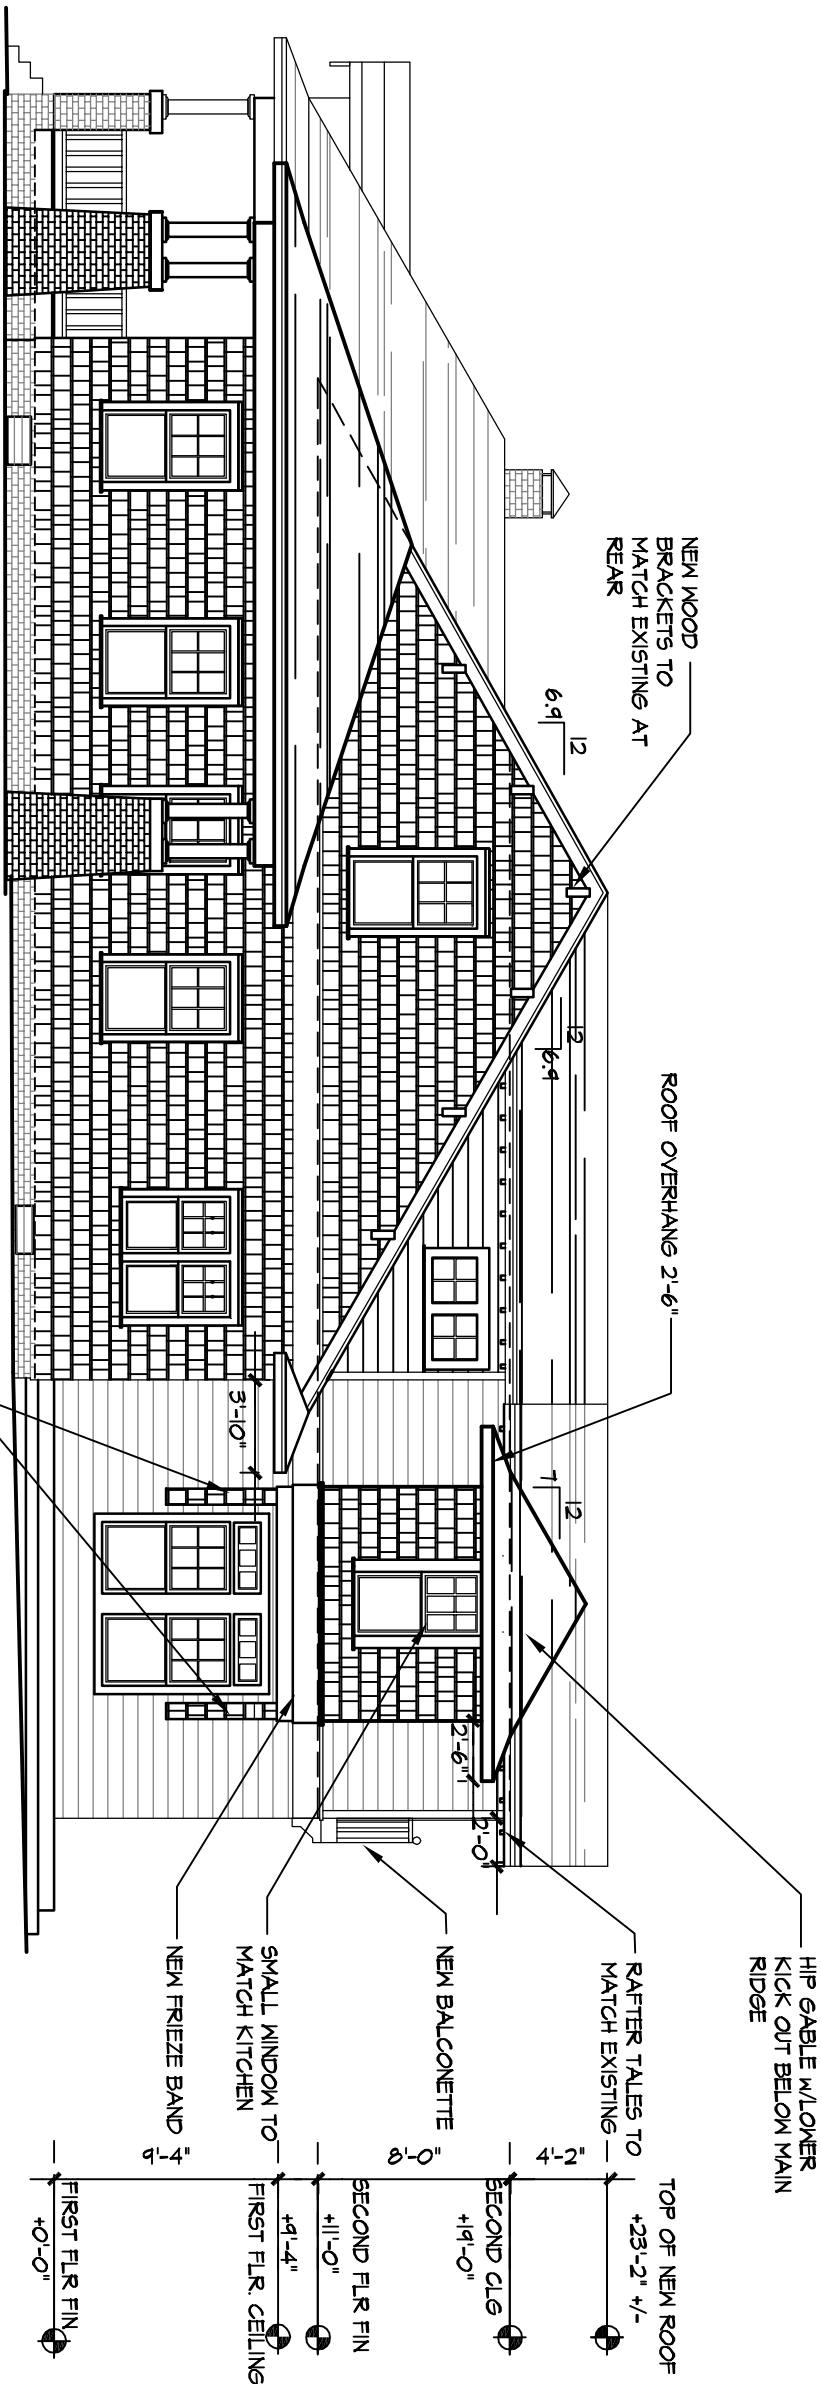 NEW WOOD
BRACKETS TO
MATCH EXISTING AT
REAR
12
6.9
12
6.9
ROOF OVERHANG 2'-6"
12
7
3'-10"
2'-6"
2'-0"
HIP GABLE W/LOWER
KICK OUT BELOW MAIN
RIDGE
RAFTER TALES TO
MATCH EXISTING
NEW BALCONETTE
SMALL WINDOW TO
MATCH KITCHEN
NEW FRIEZE BAND
4'-2"
8'-0"
9'-4"
TOP OF NEW ROOF
+23'-2" +/-
SECOND CLG
+19'-0"
SECOND FLR FIN
+11'-0"
FIRST FLR. CEILING
+9'-4"
FIRST FLR FIN
+0'-0"